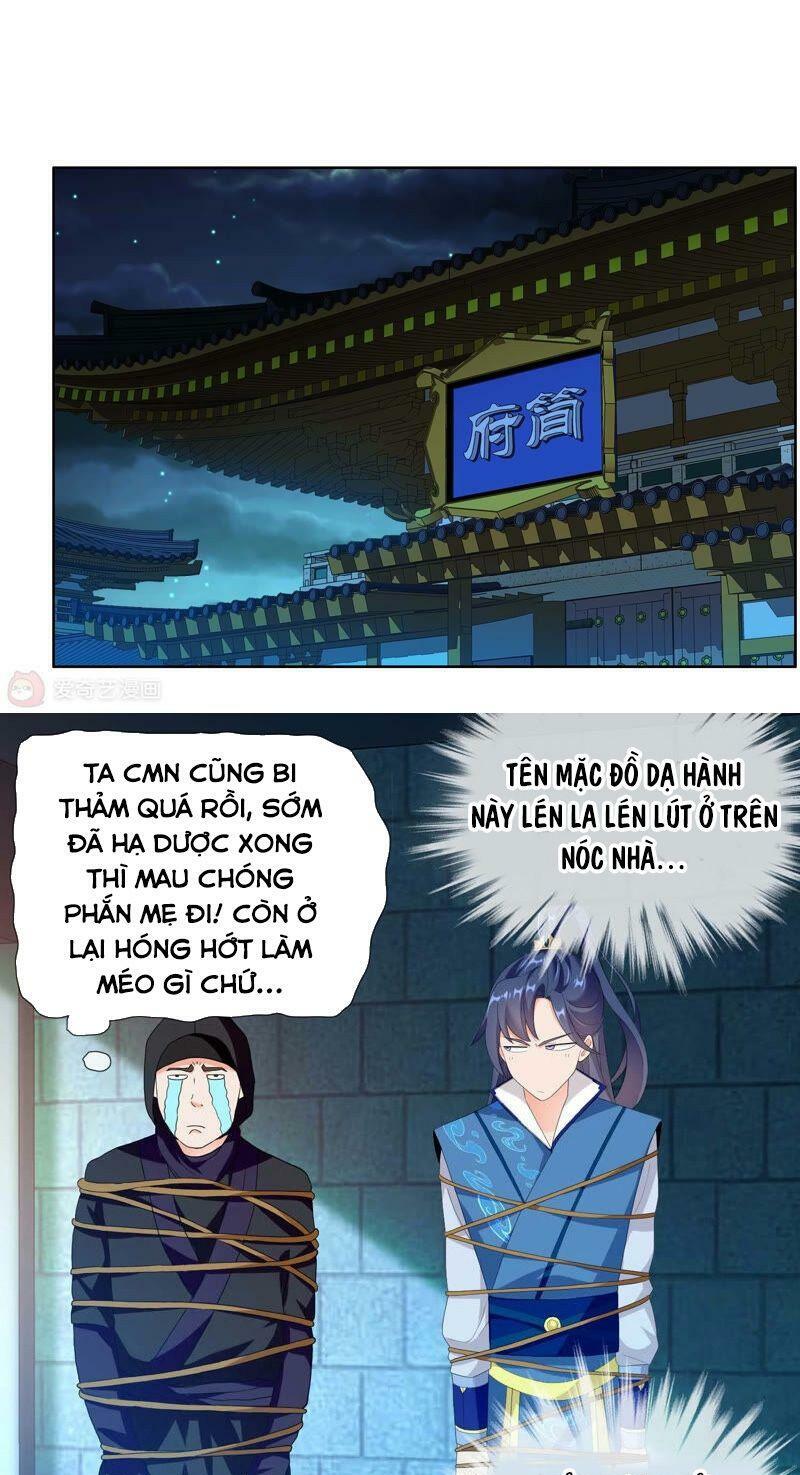 簡府
爱奇艺漫画
TA CMN CŨNG BI
THẢM QUÁ RỒI, SỚM
ĐÃ HẠ DƯỢC XONG
THÌ MAU CHÓNG
PHẮN MẸ ĐI! CÒN Ở
LẠI HÓNG HỚT LÀM
MÉO GÌ CHỨ...
TÊN MẶC ĐỒ DẠ HÀNH
NÀY LÉN LA LÉN LÚT Ở TRÊN
NÓC NHÀ...